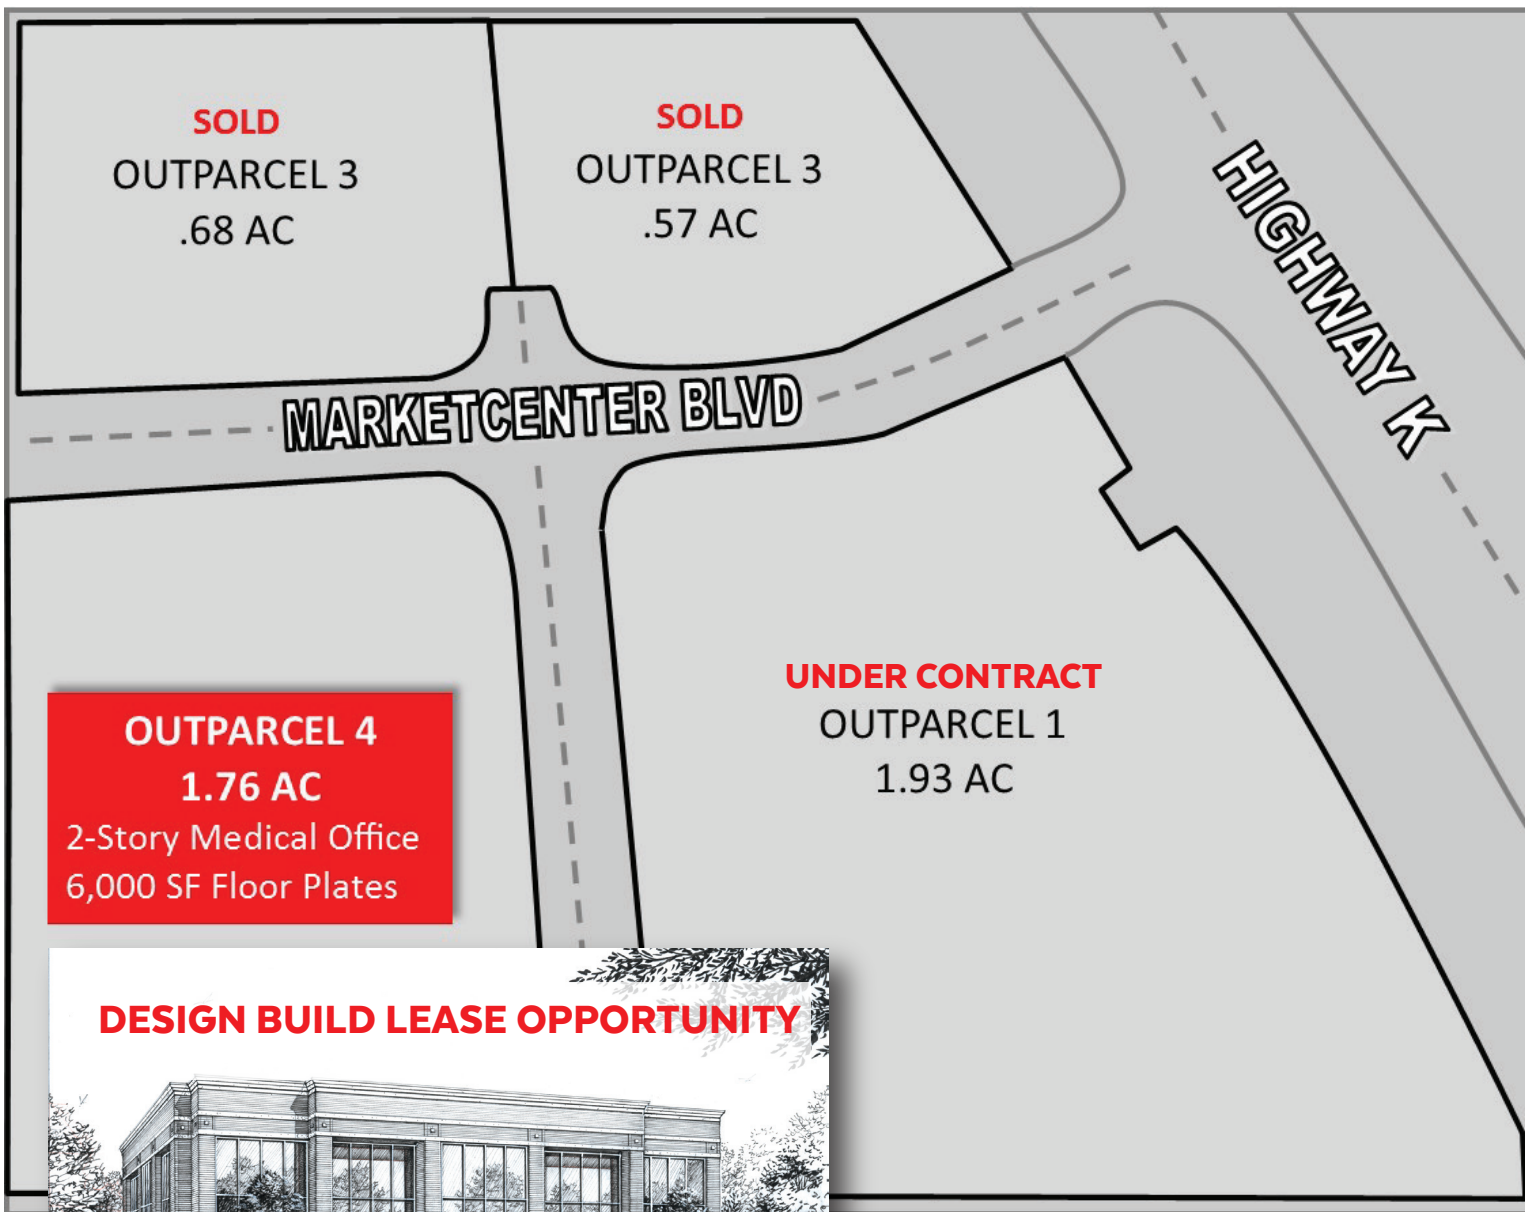 SOLD
OUTPARCEL 3
.68 AC
SOLD
OUTPARCEL 3
.57 AC
HIGHWAY K
MARKETCENTER BLVD
UNDER CONTRACT
OUTPARCEL 1
1.93 AC
OUTPARCEL 4
1.76 AC
2-Story Medical Office
6,000 SF Floor Plates
DESIGN BUILD LEASE OPPORTUNITY